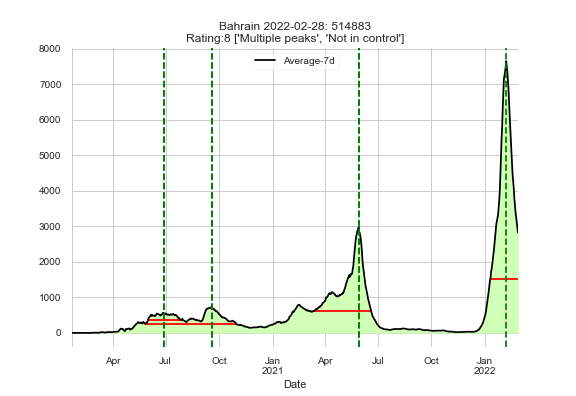 Bahrain 2022-02-28: 514883
Rating:8 ['Multiple peaks', 'Not in control']
Average-7d
8000
7000
6000
5000
4000
3000
2000
1000
0
Apr Jul Oct Jan Apr Jul Oct Jan
2021 2022
Date